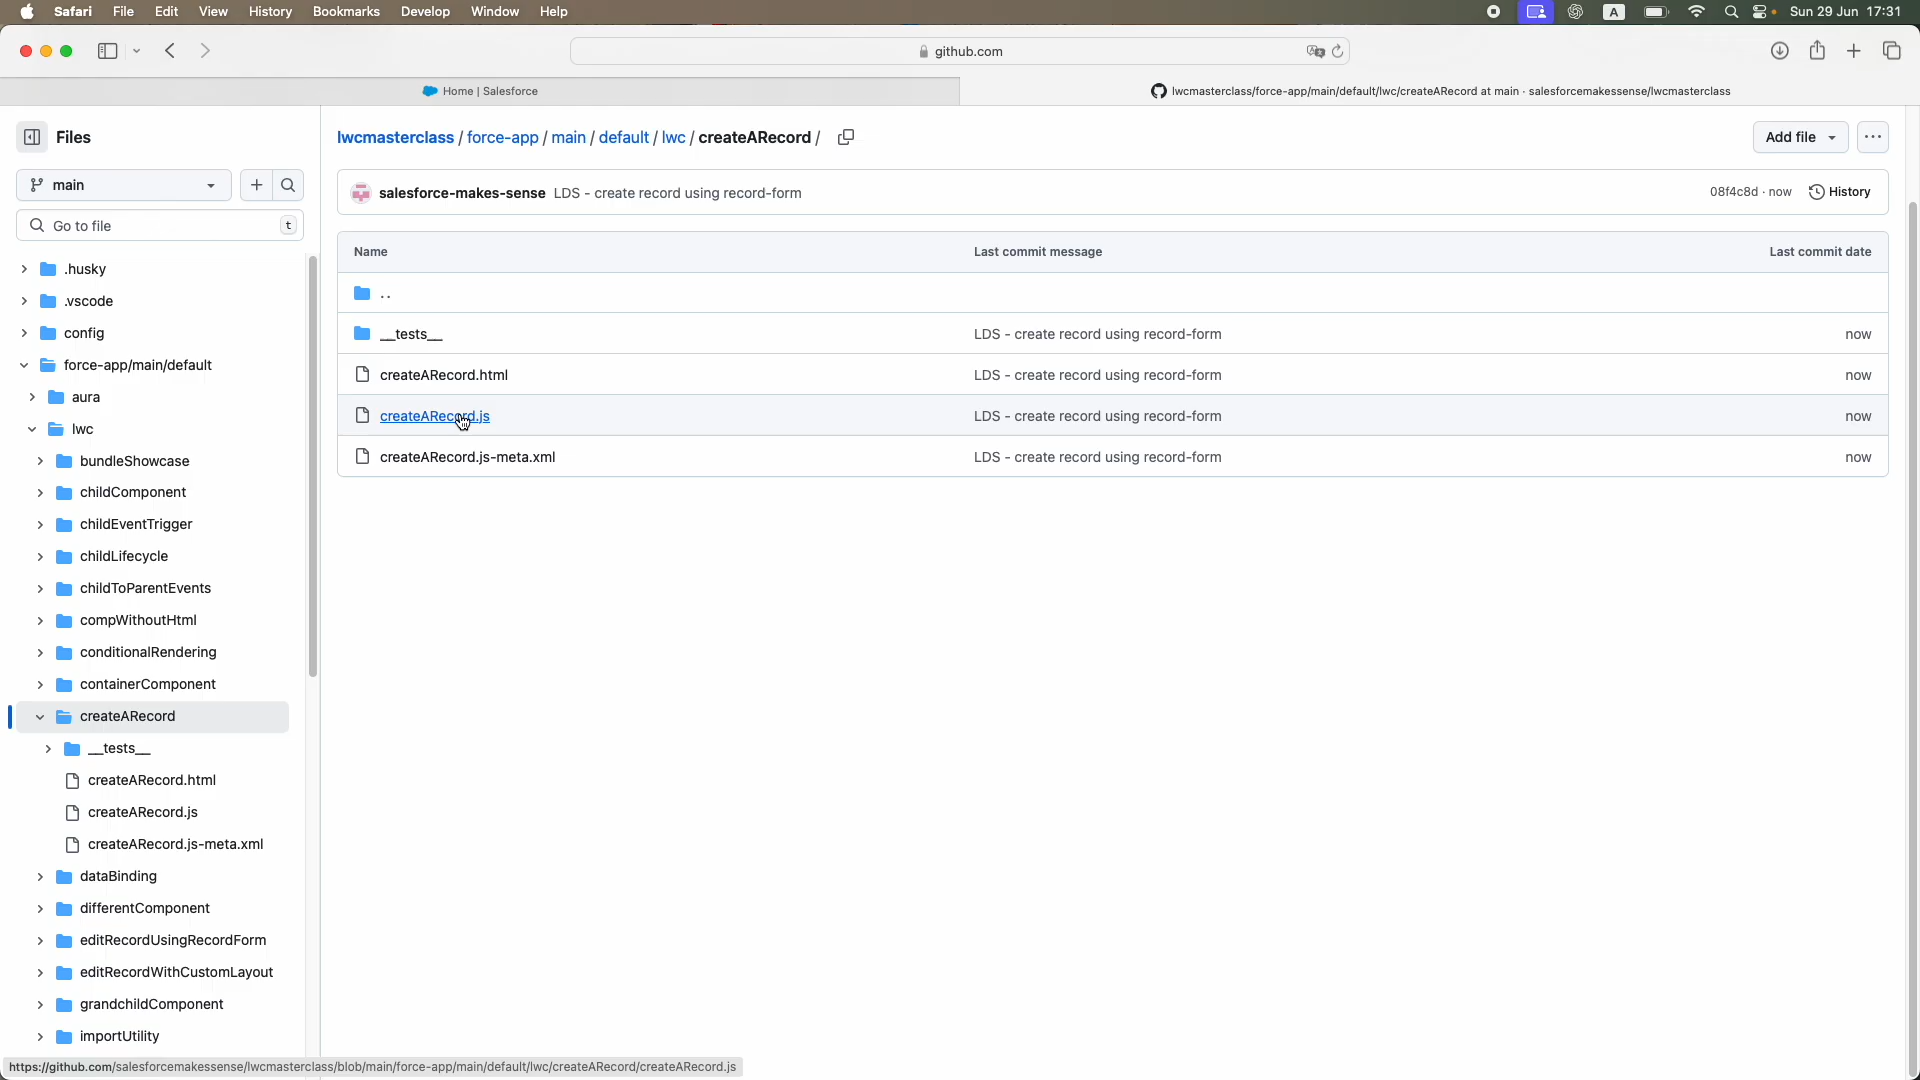 Safari File Edit View History Bookmarks Develop Window Help
A Sun 29 Jun 17:31
github.com
Home | Salesforce
lwcmasterclass/force-app/main/default/lwc/createARecord at main · salesforcemakessense/lwcmasterclass
Files
main
Go to file t
.husky
.vscode
config
force-app/main/default
aura
lwc
bundleShowcase
childComponent
childEventTrigger
childLifecycle
childToParentEvents
compWithoutHtml
conditionalRendering
containerComponent
createARecord
__tests__
createARecord.html
createARecord.js
createARecord.js-meta.xml
dataBinding
differentComponent
editRecordUsingRecordForm
editRecordWithCustomLayout
grandchildComponent
importUtility
lwcmasterclass / force-app / main / default / lwc / createARecord /
Add file
salesforce-makes-sense LDS - create record using record-form 08f4c8d · now History
Name Last commit message Last commit date
..
__tests__ LDS - create record using record-form now
createARecord.html LDS - create record using record-form now
createARecord.js LDS - create record using record-form now
createARecord.js-meta.xml LDS - create record using record-form now
https://github.com/salesforcemakessense/lwcmasterclass/blob/main/force-app/main/default/lwc/createARecord/createARecord.js